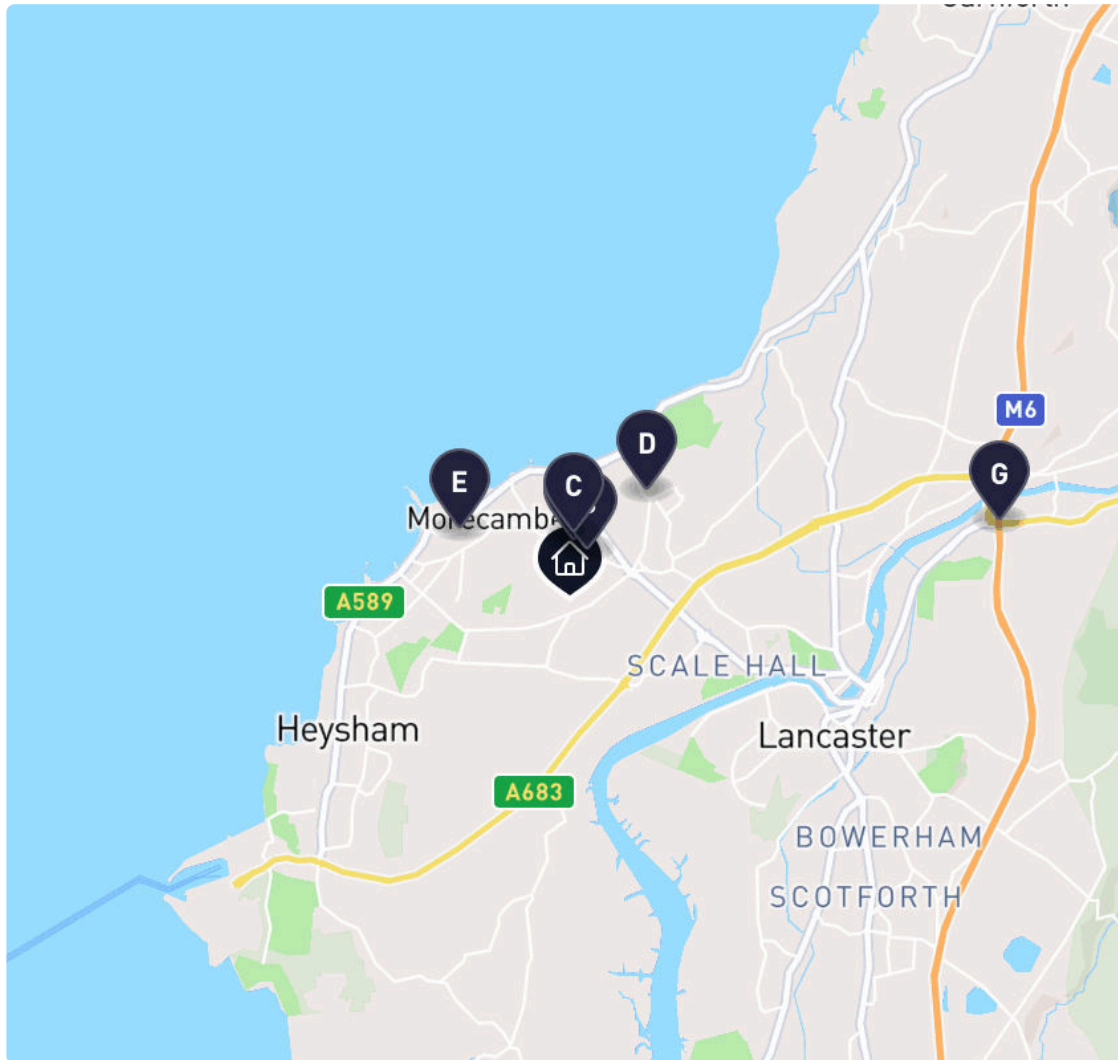 M6
D
G
E
C
A589
SCALE HALL
Heysham
Lancaster
A683
BOWERHAM
SCOTFORTH